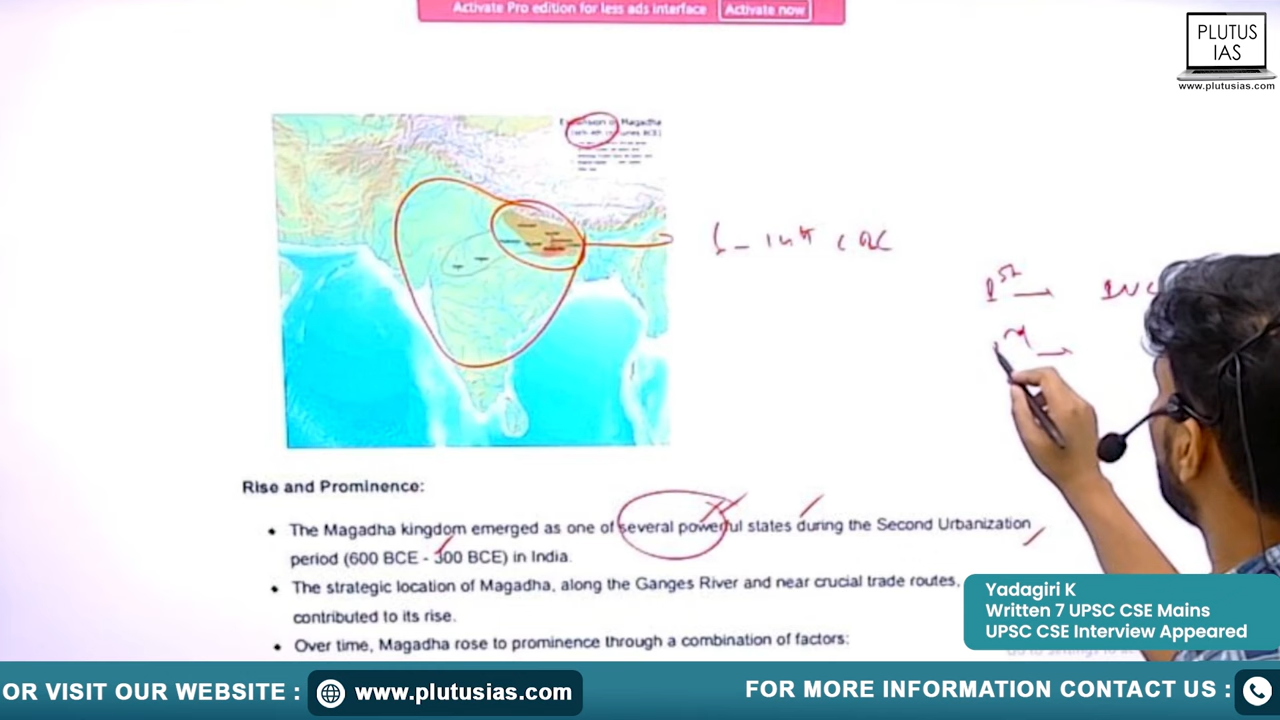 Activate Pro edition for less ads interface Activate now
PLUTUS
IAS
www.plutusias.com
Magadha
BCE)
1st →
Rise and Prominence:
• The Magadha kingdom emerged as one of several powerful states during the Second Urbanization
period (600 BCE - 300 BCE) in India.
• The strategic location of Magadha, along the Ganges River and near crucial trade routes,
contributed to its rise.
• Over time, Magadha rose to prominence through a combination of factors:
Yadagiri K
Written 7 UPSC CSE Mains
UPSC CSE Interview Appeared
OR VISIT OUR WEBSITE : www.plutusias.com
FOR MORE INFORMATION CONTACT US :